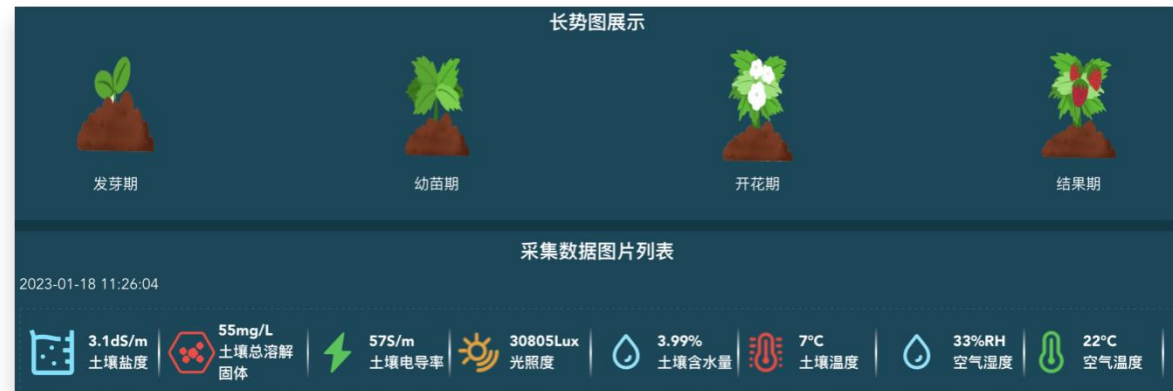 长势图展示
发芽期
幼苗期
开花期
结果期
采集数据图片列表
2023-01-18 11:26:04
3.1dS/m
土壤盐度
55mg/L
土壤总溶解
固体
57S/m
土壤电导率
30805Lux
光照度
3.99%
土壤含水量
7°C
土壤温度
33%RH
空气湿度
22°C
空气温度